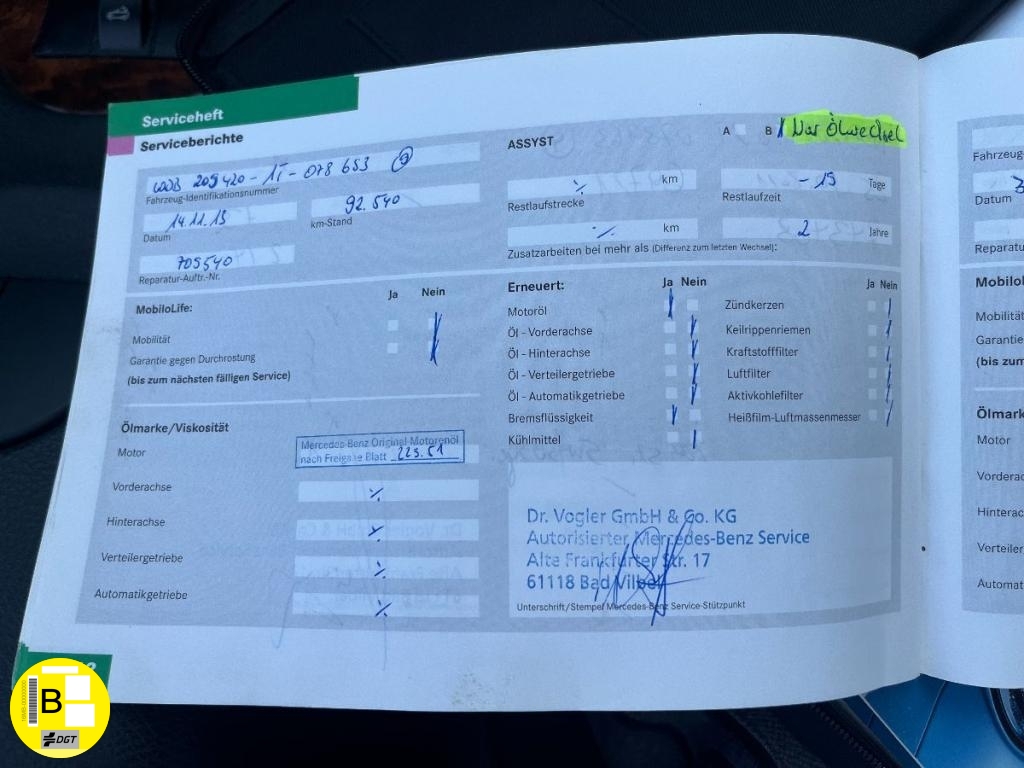 Serviceheft
Serviceberichte
WDB 209420-1T-078 653
Fahrzeug-Identifikationsnummer
14.11.13
Datum
92.540
km-Stand
705540
Reparatur-Auftr.-Nr.
ASSYST
A
B
Nur Ölwechsel
km
Restlaufstrecke
-15 Tage
Restlaufzeit
km
2 Jahre
Zusatzarbeiten bei mehr als (Differenz zum letzten Wechsel):
MobiloLife:
Ja Nein
Mobilität
Garantie gegen Durchrostung
(bis zum nächsten fälligen Service)
Erneuert:
Ja Nein
Motoröl
Öl - Vorderachse
Öl - Hinterachse
Öl - Verteilergetriebe
Öl - Automatikgetriebe
Bremsflüssigkeit
Kühlmittel
Ja Nein
Zündkerzen
Keilrippenriemen
Kraftstofffilter
Luftfilter
Aktivkohlefilter
Heißfilm-Luftmassenmesser
Ölmarke/Viskosität
Motor
Mercedes-Benz Original-Motorenöl
nach Freigabe Blatt 229.51
Vorderachse
Hinterachse
Verteilergetriebe
Automatikgetriebe
Dr. Vogler GmbH & Co. KG
Autorisierter Mercedes-Benz Service
Alte Frankfurter Str. 17
61118 Bad Vilbel
Unterschrift/Stempel Mercedes-Benz Service-Stützpunkt
Fahrzeug-
Datum
Reparatu
Mobilo
Mobilität
Garantie
(bis zum
Ölmark
Motor
Vorderac
Hinterac
Verteiler
Automat
B
DGT